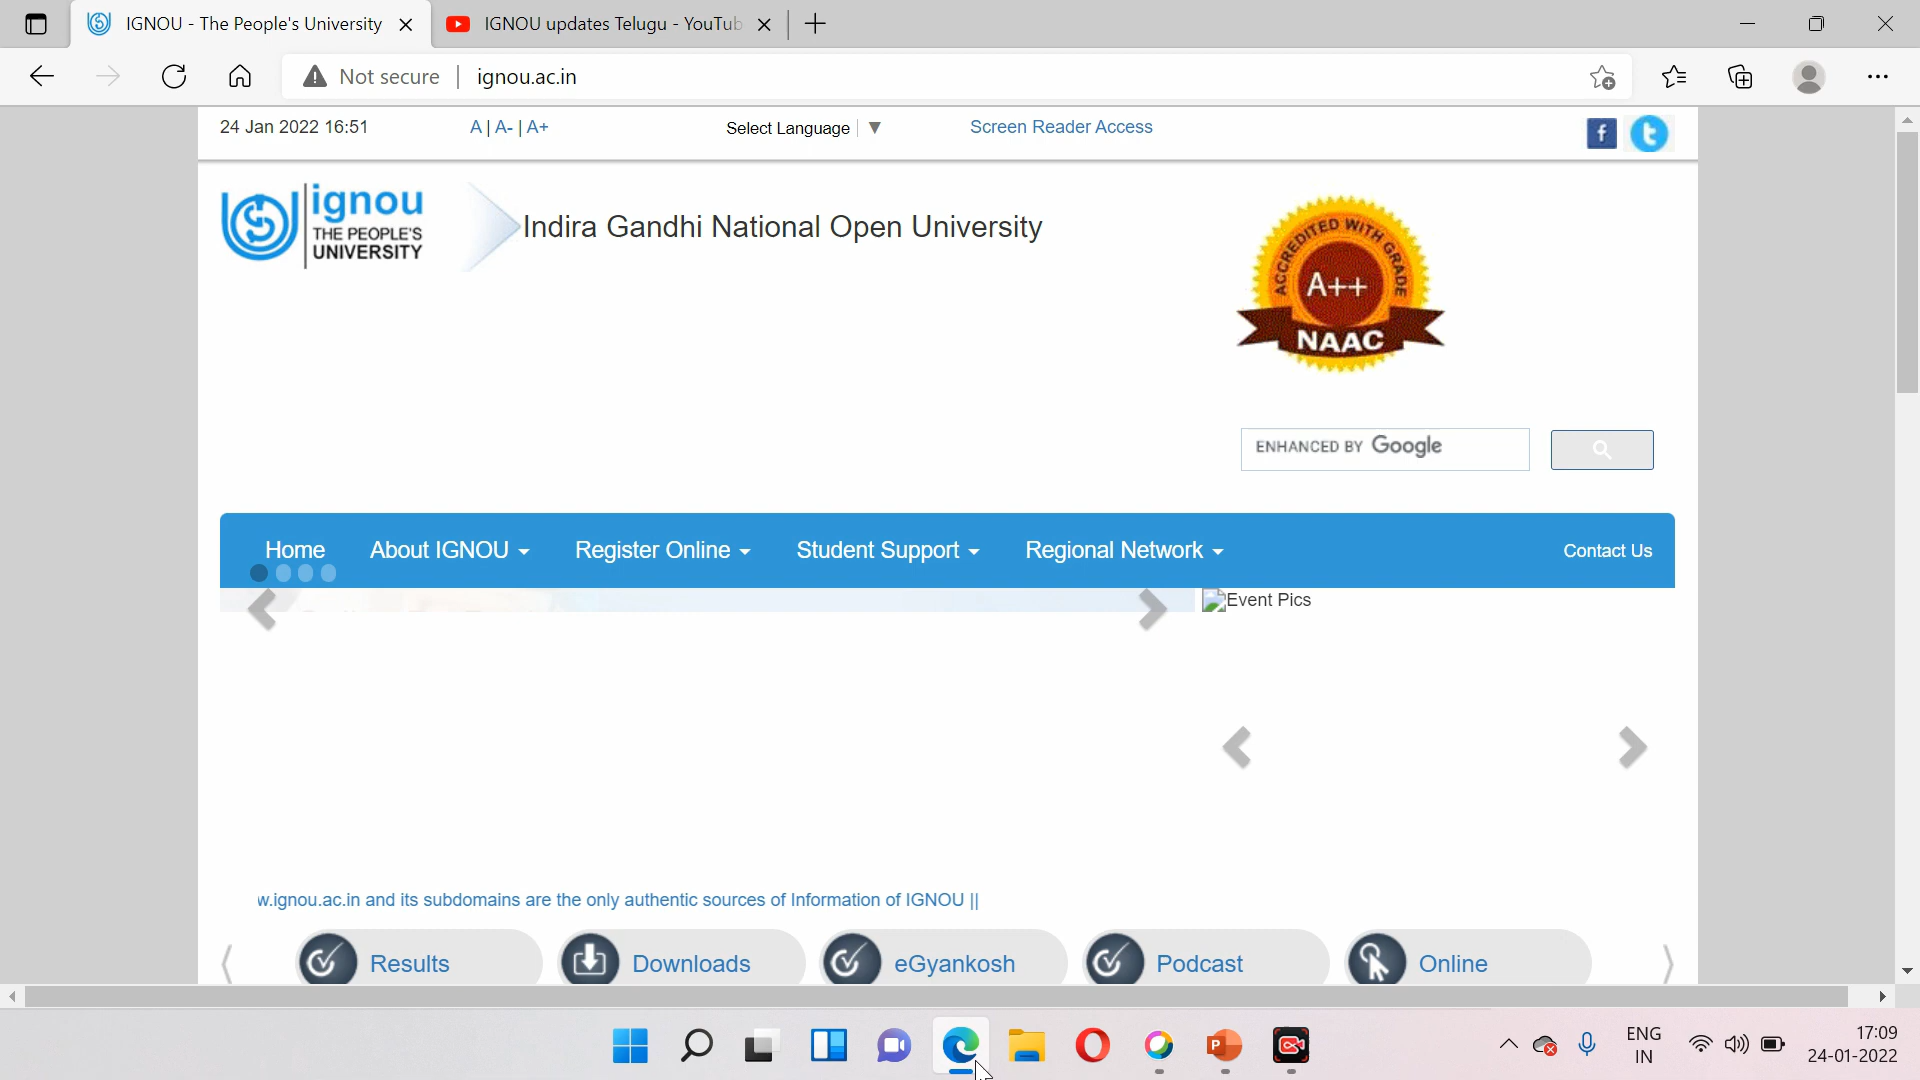 IGNOU - The People's University
IGNOU updates Telugu - YouTub
Not secure
ignou.ac.in
24 Jan 2022 16:51
A | A- | A+
Select Language ▼
Screen Reader Access
ignou
THE PEOPLE'S
UNIVERSITY
Indira Gandhi National Open University
ACCREDITED WITH GRADE
A++
NAAC
ENHANCED BY Google
Home
About IGNOU
Register Online
Student Support
Regional Network
Contact Us
Event Pics
w.ignou.ac.in and its subdomains are the only authentic sources of Information of IGNOU ||
Results
Downloads
eGyankosh
Podcast
Online
ENG
IN
17:09
24-01-2022